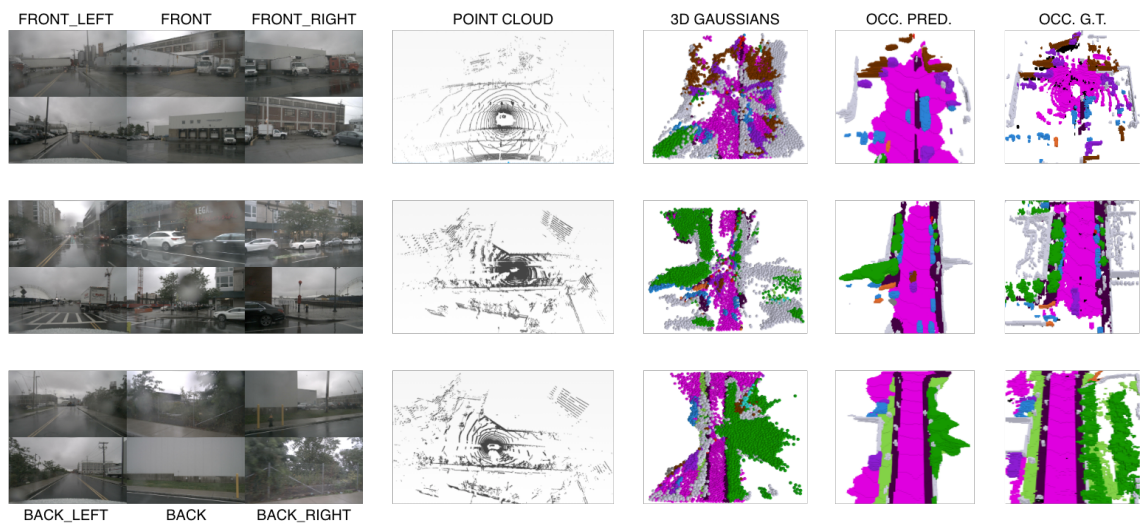 FRONT_LEFT FRONT FRONT_RIGHT POINT CLOUD 3D GAUSSIANS OCC. PRED. OCC. G.T.
BACK_LEFT BACK BACK_RIGHT